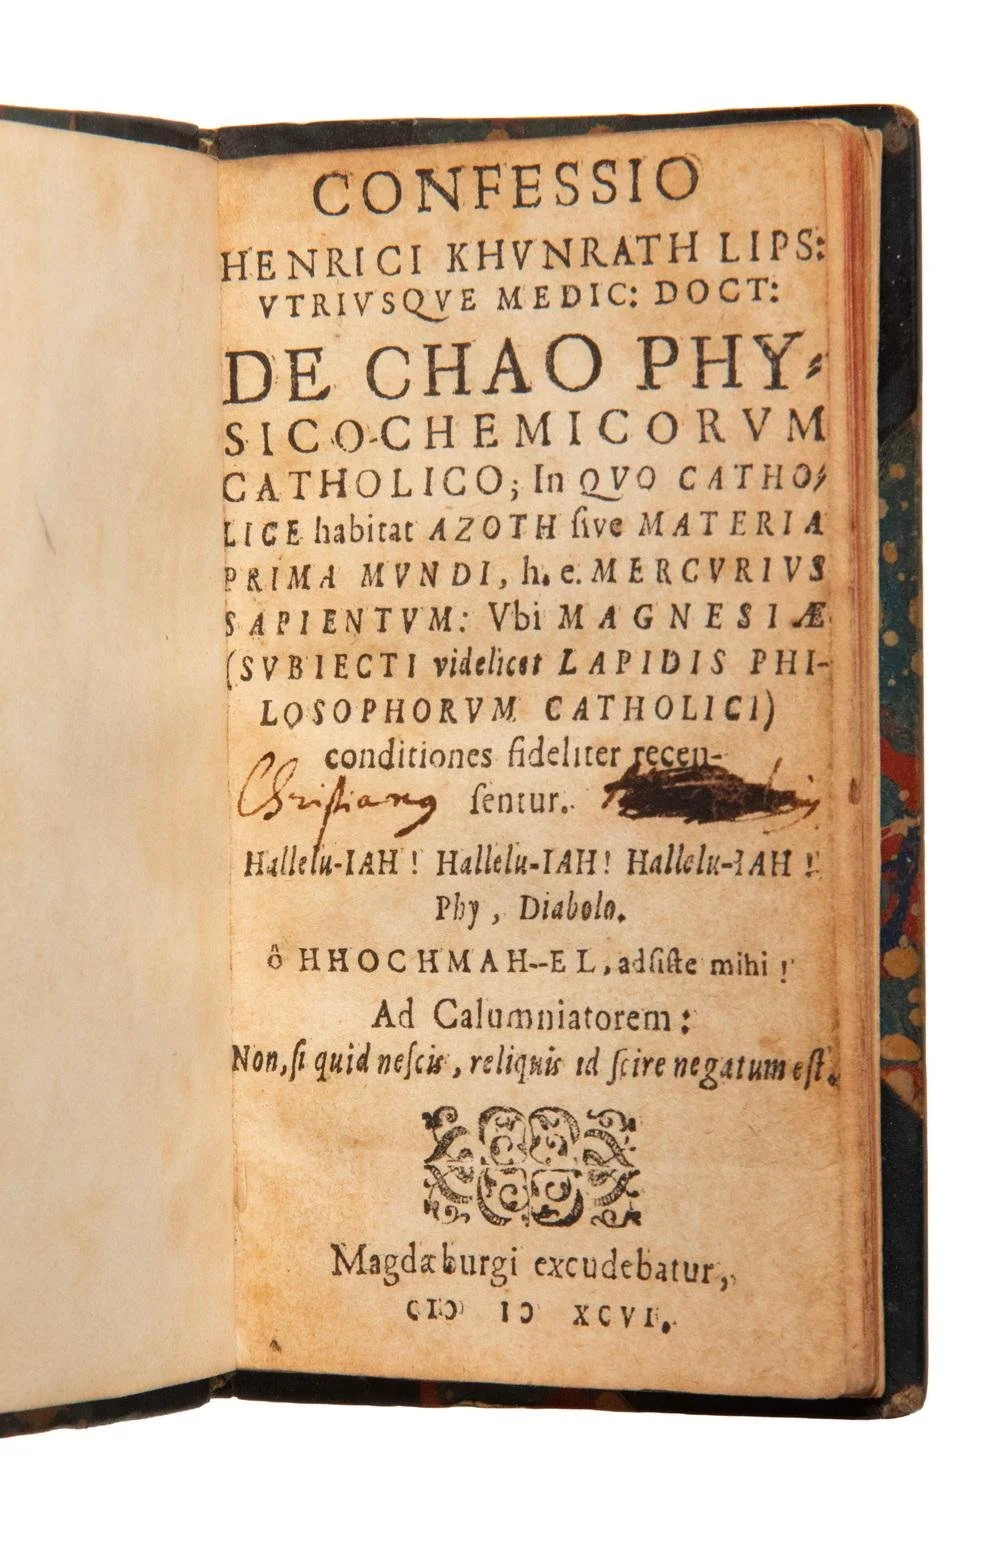 CONFESSIO
HENRICI KHVNRATH LIPS:
VTRIVSQVE MEDIC: DOCT:
DE CHAO PHY-
SICO-CHEMICORVM
CATHOLICO; In QVO CATHO-
LICE habitat AZOTH ſive MATERIA
PRIMA MVNDI, h. e. MERCVRIVS
SAPIENTVM: Vbi MAGNESIÆ
(SVBIECTI videlicet LAPIDIS PHI-
LOSOPHORVM CATHOLICI)
conditiones fideliter recen-
Christianus ſentur.
Hallelu-IAH! Hallelu-IAH! Hallelu-IAH!
Phy, Diabolo.
ô HHOCHMAH--EL, adſiſte mihi!
Ad Calumniatorem:
Non, ſi quid neſcis, reliquis id ſcire negatum eſt.
Magdæburgi excudebatur,
CIƆ IƆ XCVI.